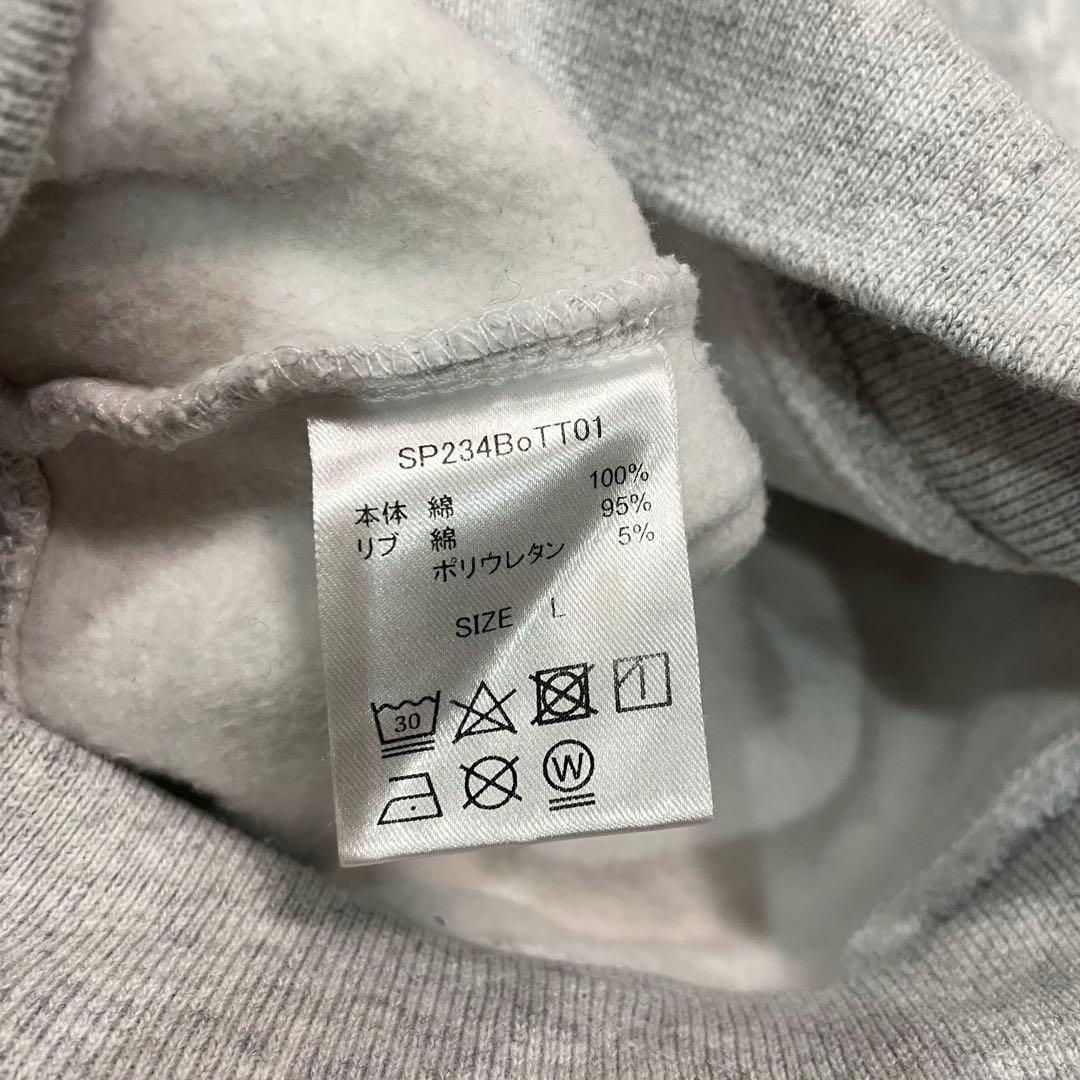 SP234BoTT01
本体 綿 100%
リブ 綿 95%
ポリウレタン 5%
SIZE L
30
W